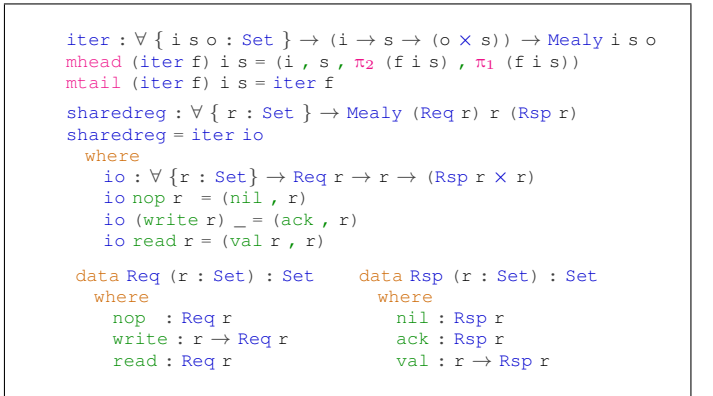 iter : ∀ { i s o : Set } → (i → s → (o × s)) → Mealy i s o
mhead (iter f) i s = (i , s , π₂ (f i s) , π₁ (f i s))
mtail (iter f) i s = iter f
sharedreg : ∀ { r : Set } → Mealy (Req r) r (Rsp r)
sharedreg = iter io
where
io : ∀ {r : Set} → Req r → r → (Rsp r × r)
io nop r = (nil , r)
io (write r) _ = (ack , r)
io read r = (val r , r)
data Req (r : Set) : Set
where
nop : Req r
write : r → Req r
read : Req r
data Rsp (r : Set) : Set
where
nil : Rsp r
ack : Rsp r
val : r → Rsp r